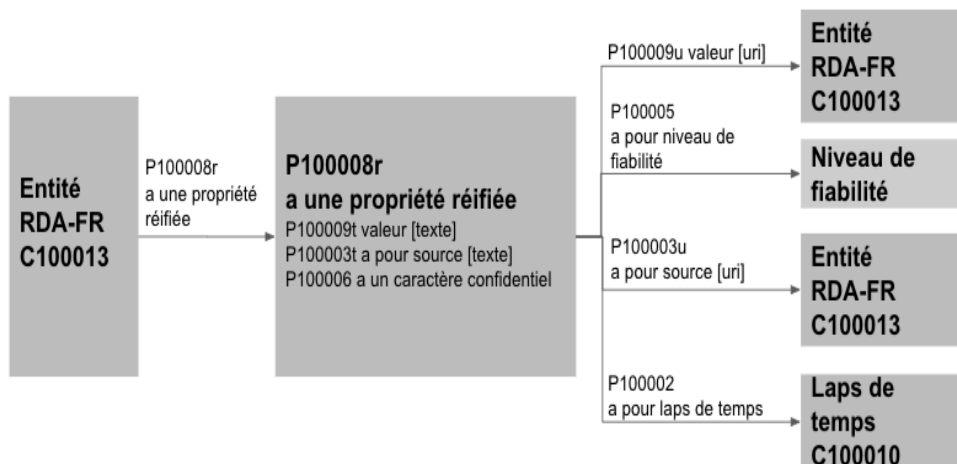 Entité
RDA-FR
C100013
P100008r
a une propriété
réifiée
P100008r
a une propriété réifiée
P100009t valeur [texte]
P100003t a pour source [texte]
P100006 a un caractère confidentiel
P100009u valeur [uri]
Entité
RDA-FR
C100013
P100005
a pour niveau de
fiabilité
Niveau de
fiabilité
P100003u
a pour source [uri]
Entité
RDA-FR
C100013
P100002
a pour laps de temps
Laps de
temps
C100010